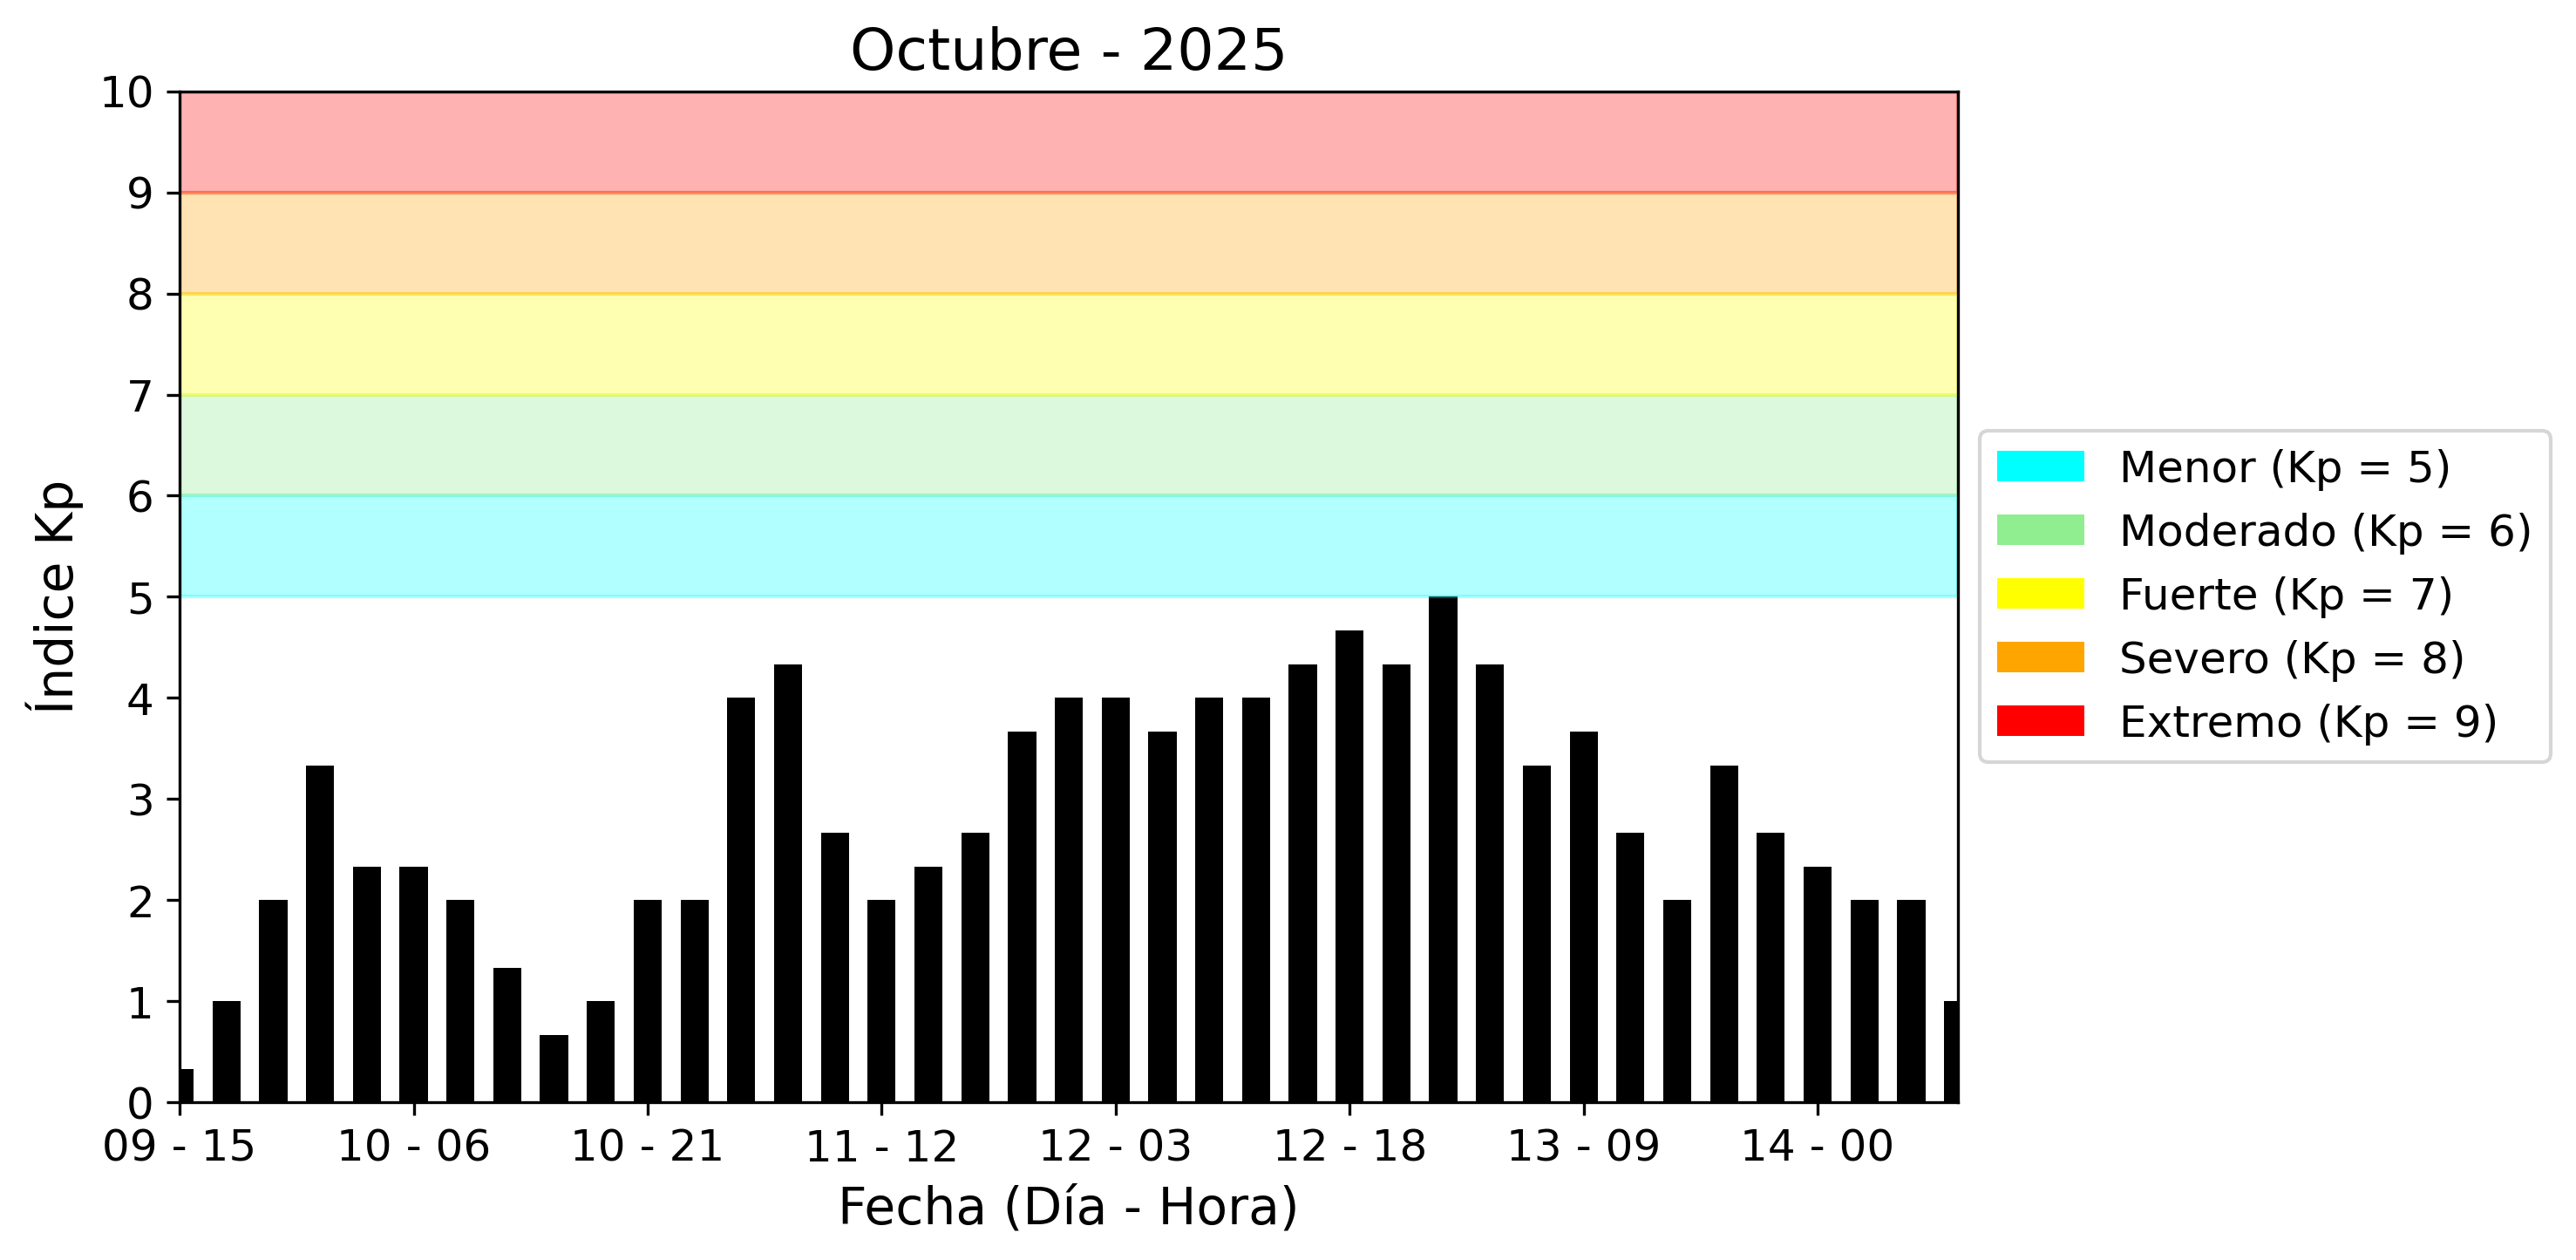 Octubre - 2025
Índice Kp
10
9
8
7
6
5
4
3
2
1
0
09 - 15 10 - 06 10 - 21 11 - 12 12 - 03 12 - 18 13 - 09 14 - 00
Fecha (Día - Hora)
Menor (Kp = 5)
Moderado (Kp = 6)
Fuerte (Kp = 7)
Severo (Kp = 8)
Extremo (Kp = 9)